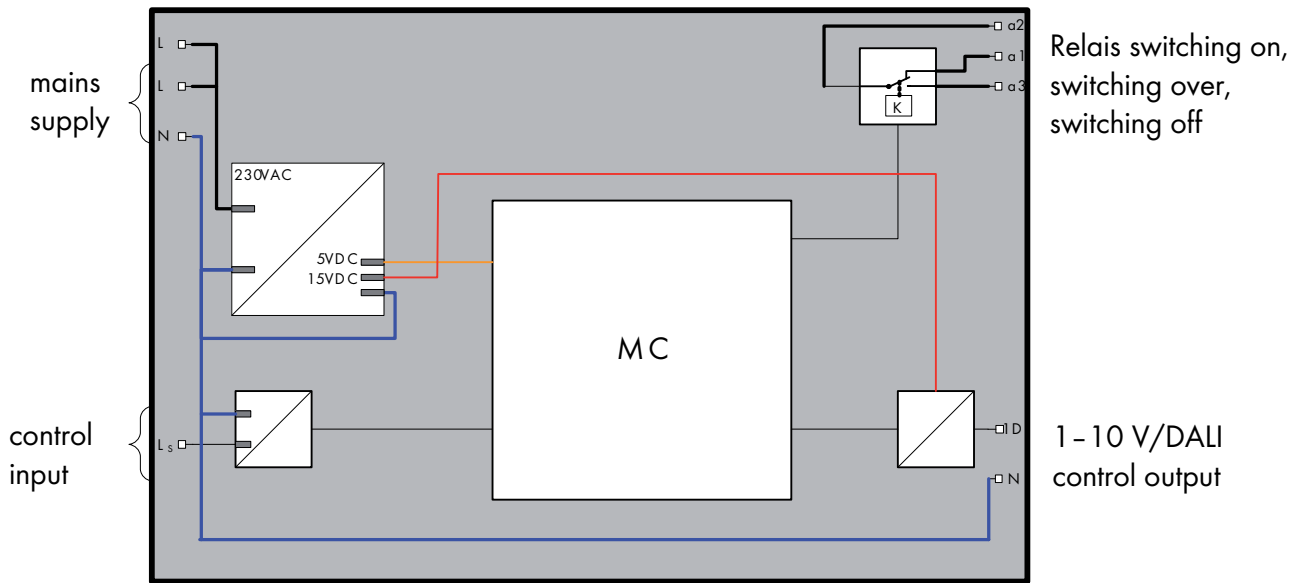 L
mains
supply
L
N
a2
a1
a3
K
Relais switching on,
switching over,
switching off
230VAC
5VDC
15VDC
MC
control
input
Ls
1D
N
1–10 V/DALI
control output